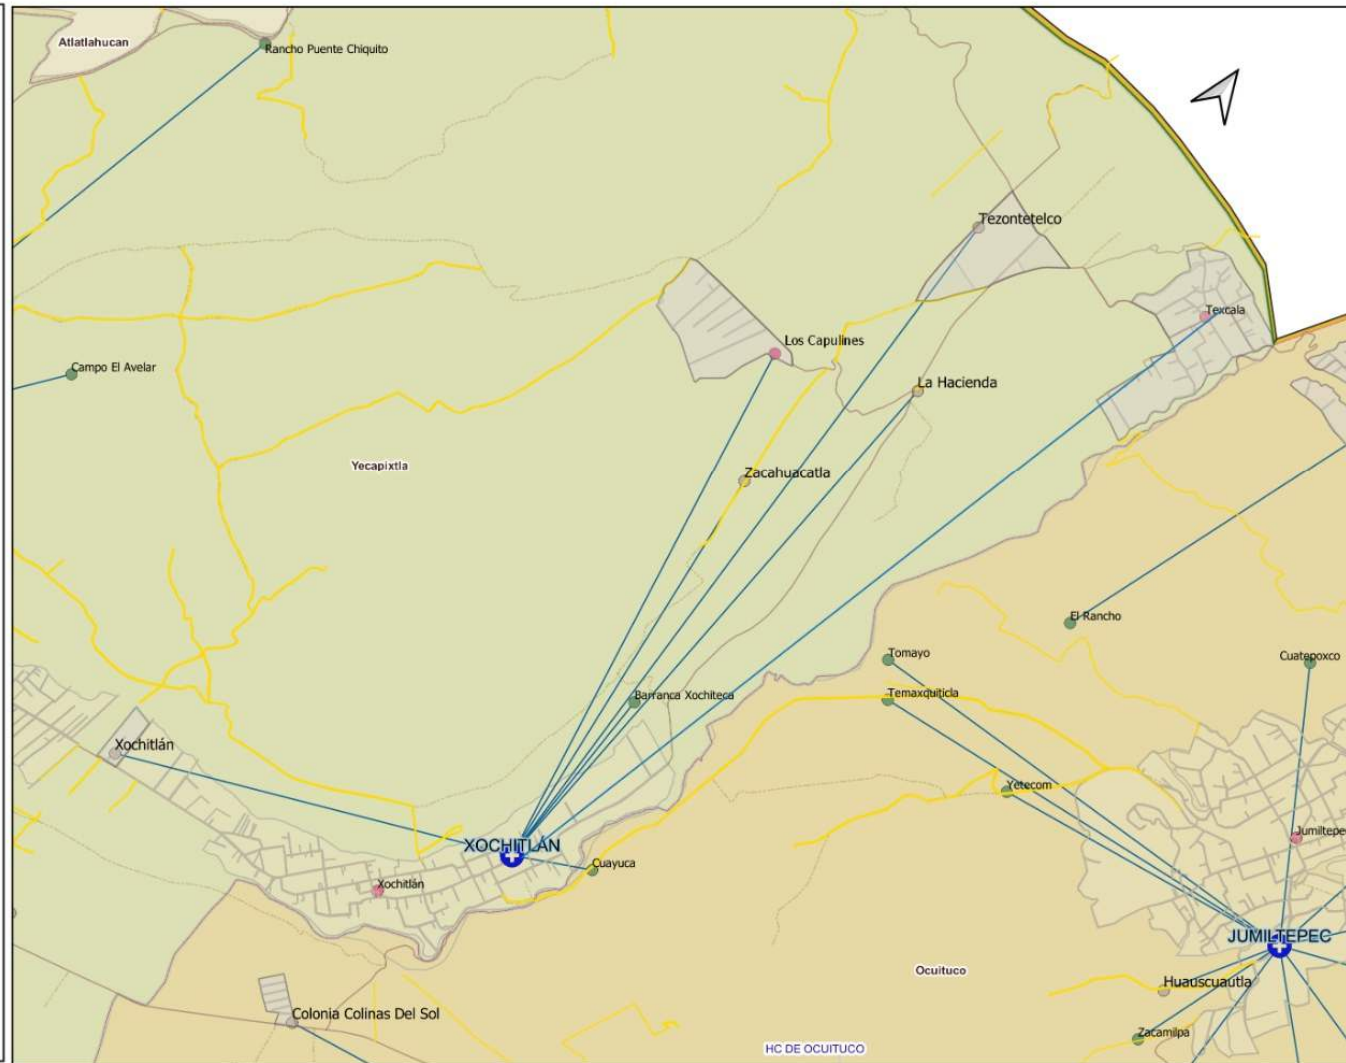 Atlatlahucan
Rancho Puente Chiquito
Tezontetelco
Texcala
Los Capulines
Campo El Avelar
La Hacienda
Yecapixtla
Zacahuacatla
El Rancho
Tomayo
Cuatepoxco
Temaxquiticla
Barranca Xochiteca
Xochitlán
Yetecom
Jumiltepe
XOCHITLÁN
Cuayuca
Xochitlán
JUMILTEPEC
Ocuituco
Huauscuautla
Colonia Colinas Del Sol
Zacamilpa
HC DE OCUITUCO